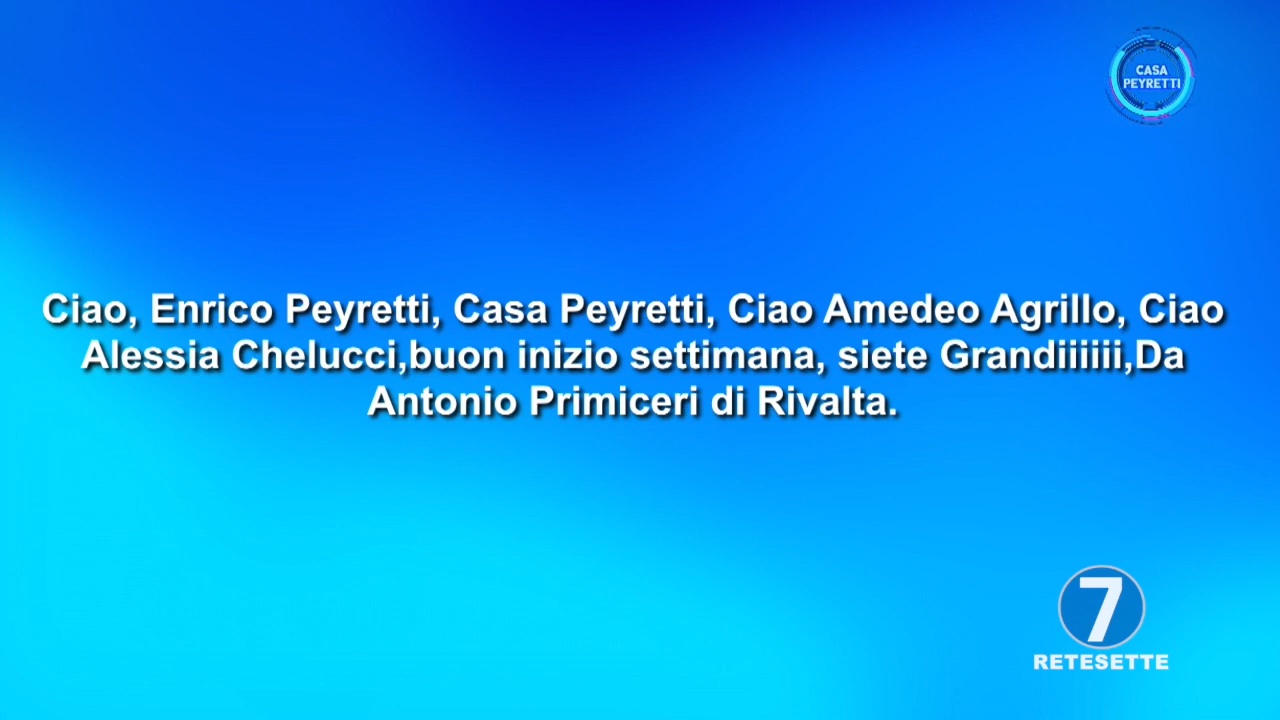 CASA
PEYRETTI
Ciao, Enrico Peyretti, Casa Peyretti, Ciao Amedeo Agrillo, Ciao
Alessia Chelucci,buon inizio settimana, siete Grandiiiiii,Da
Antonio Primiceri di Rivalta.
7
RETESETTE